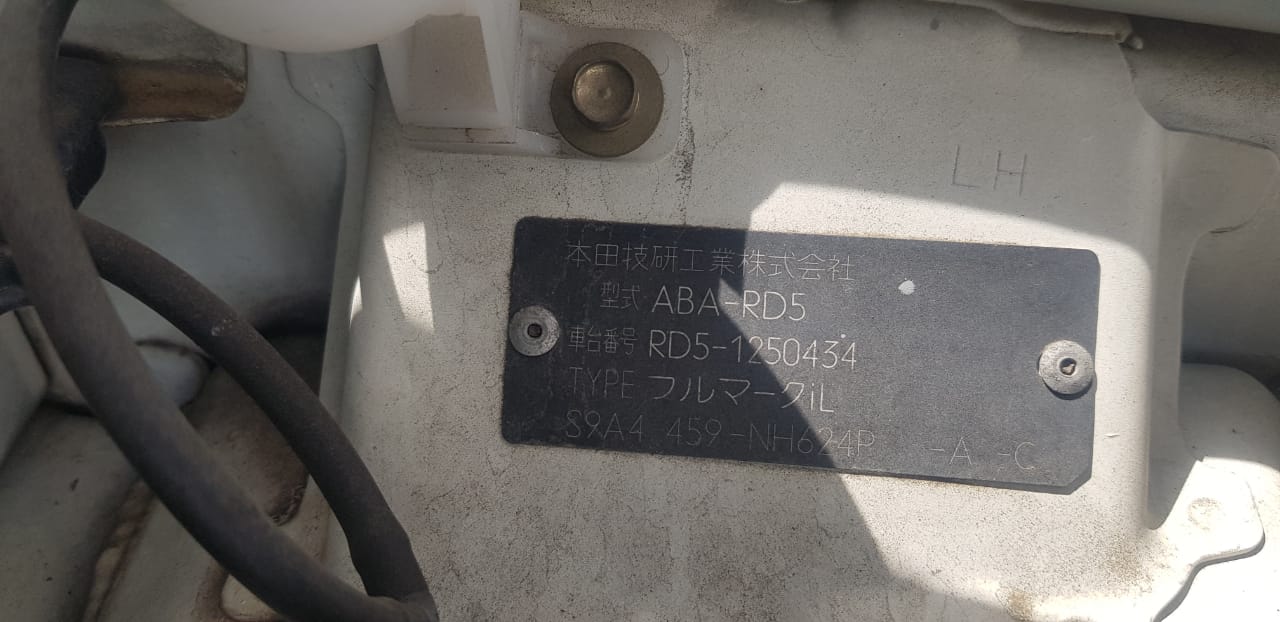 LH
本田技研工業株式会社
型式 ABA-RD5
車台番号 RD5-1250434
TYPE フルマークiL
S9A4 459-NH624P -A -C